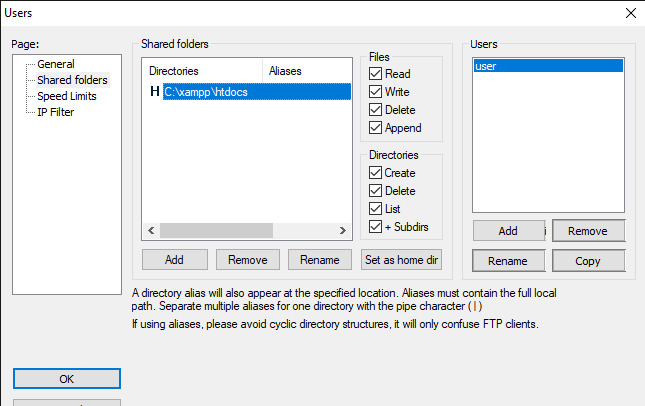 Users
Page:
General
Shared folders
Speed Limits
IP Filter
Shared folders
Directories Aliases
H C:\xampp\htdocs
Files
Read
Write
Delete
Append
Directories
Create
Delete
List
+ Subdirs
Add Remove Rename Set as home dir
Users
user
Add Remove
Rename Copy
A directory alias will also appear at the specified location. Aliases must contain the full local
path. Separate multiple aliases for one directory with the pipe character ( | )
If using aliases, please avoid cyclic directory structures, it will only confuse FTP clients.
OK